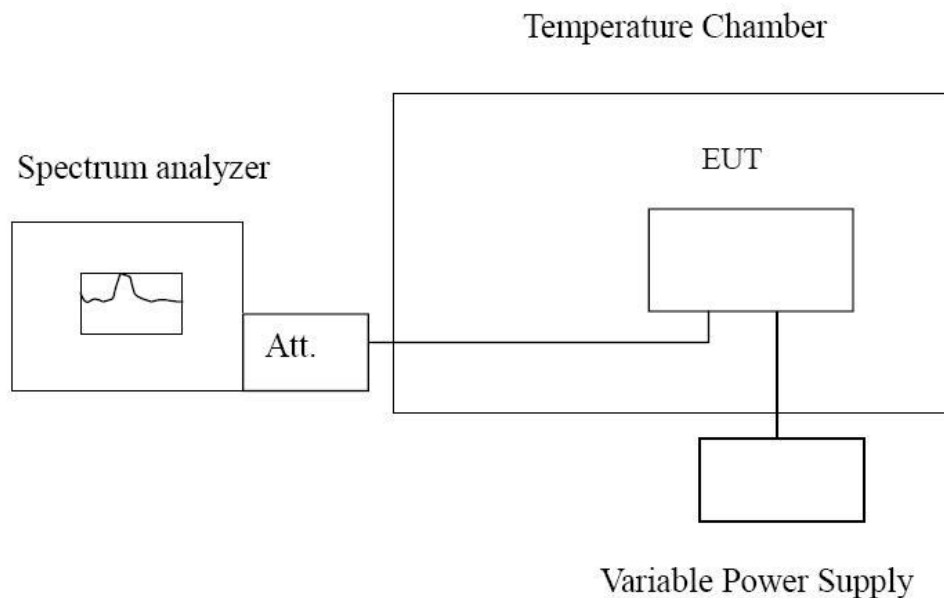 Temperature Chamber
EUT
Spectrum analyzer
Att.
Variable Power Supply